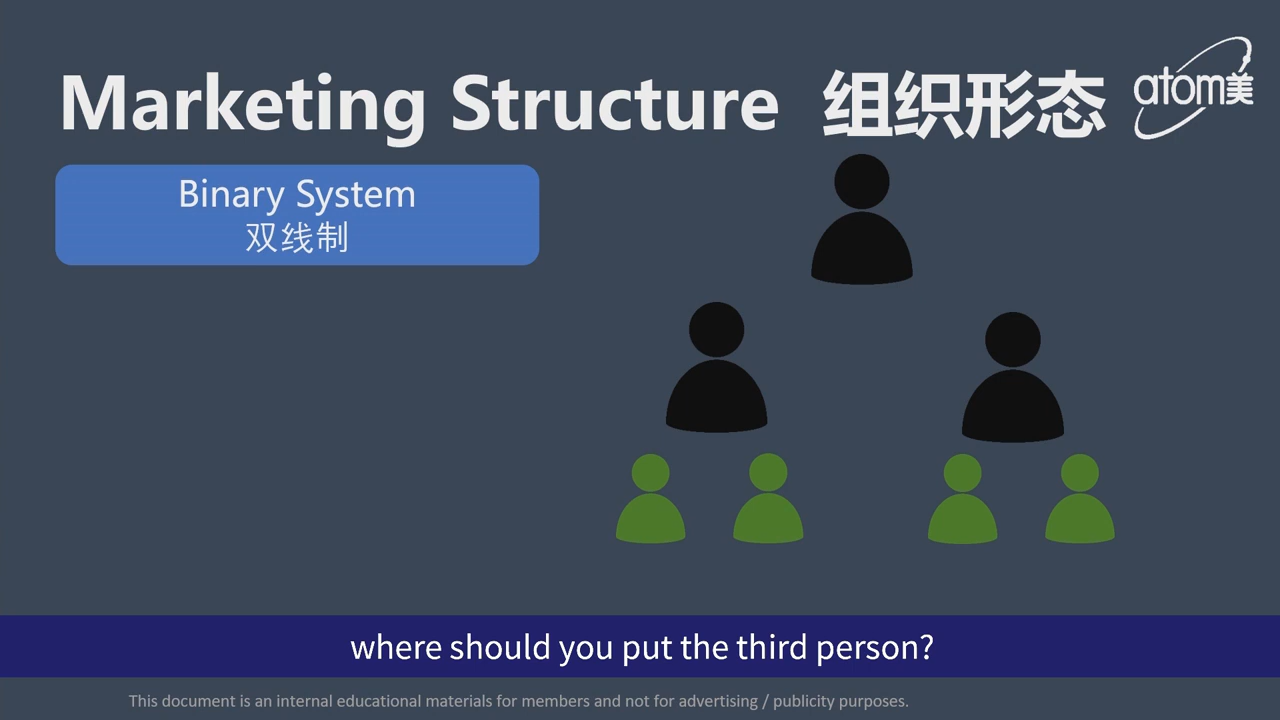 Marketing Structure 组织形态
atom美
Binary System
双线制
where should you put the third person?
This document is an internal educational materials for members and not for advertising / publicity purposes.